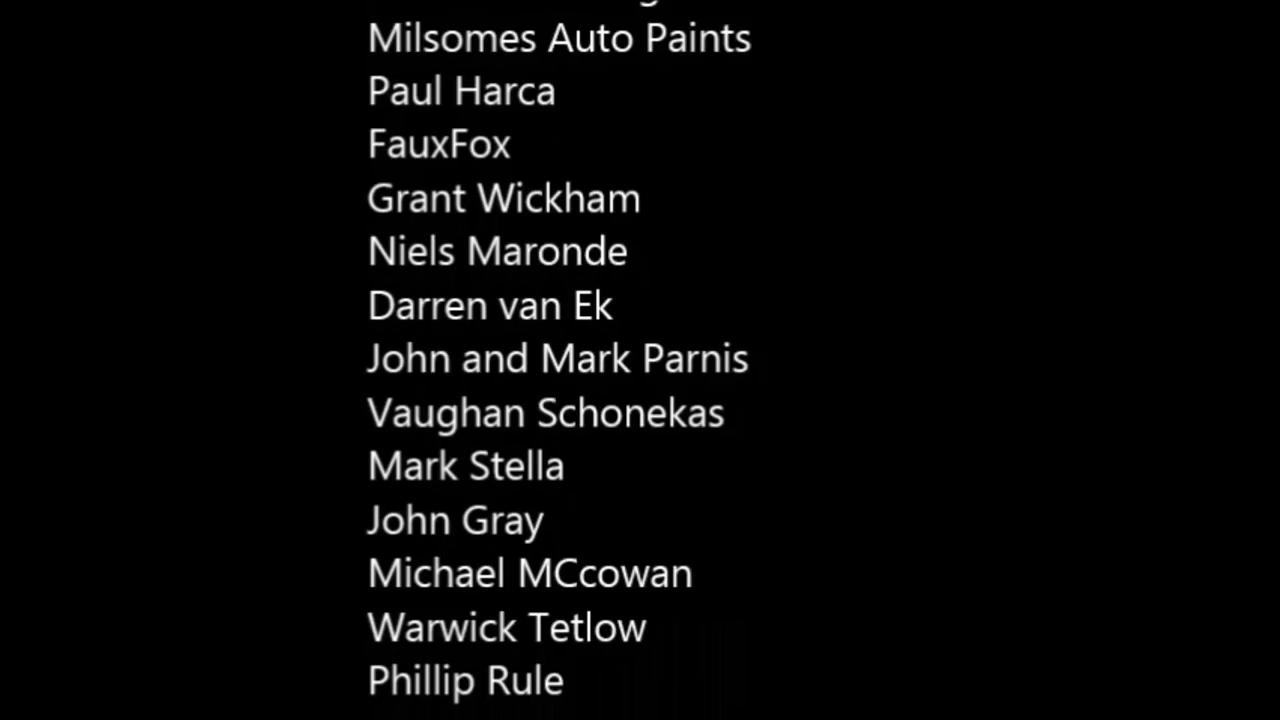 Milsomes Auto Paints
Paul Harca
FauxFox
Grant Wickham
Niels Maronde
Darren van Ek
John and Mark Parnis
Vaughan Schonekas
Mark Stella
John Gray
Michael MCcowan
Warwick Tetlow
Phillip Rule